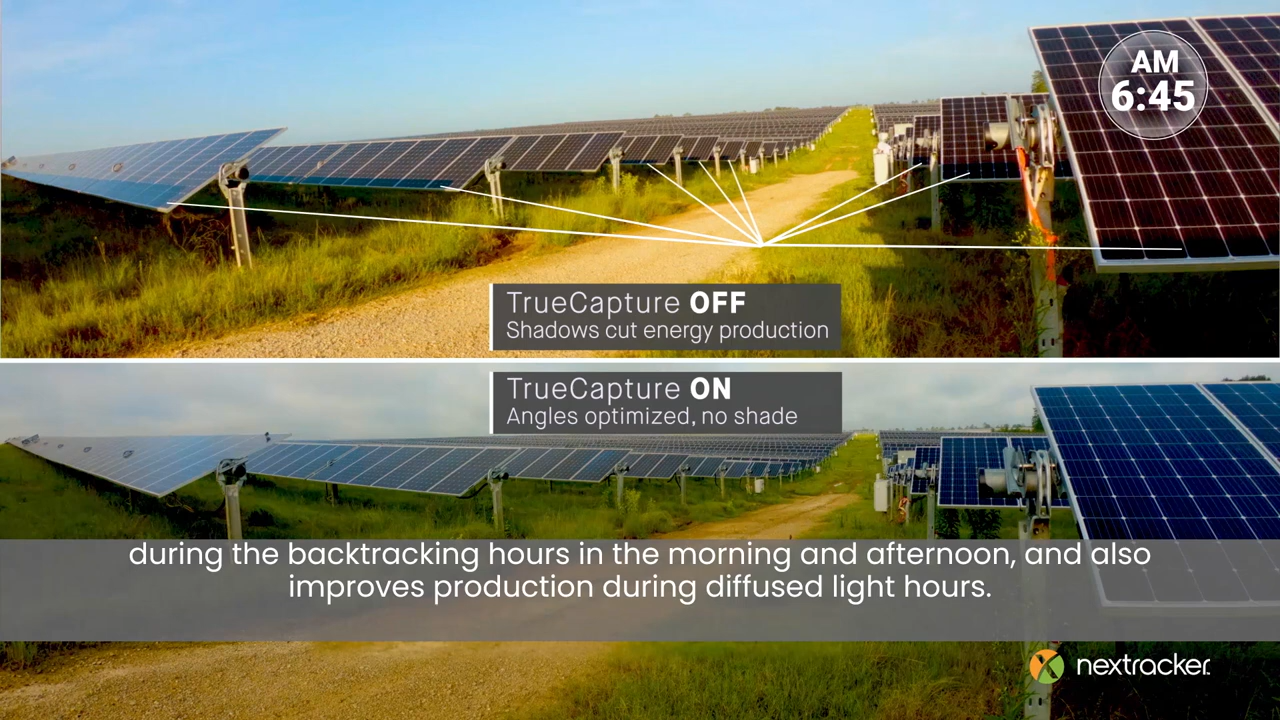 AM
6:45
TrueCapture OFF
Shadows cut energy production
TrueCapture ON
Angles optimized, no shade
during the backtracking hours in the morning and afternoon, and also
improves production during diffused light hours.
nextracker